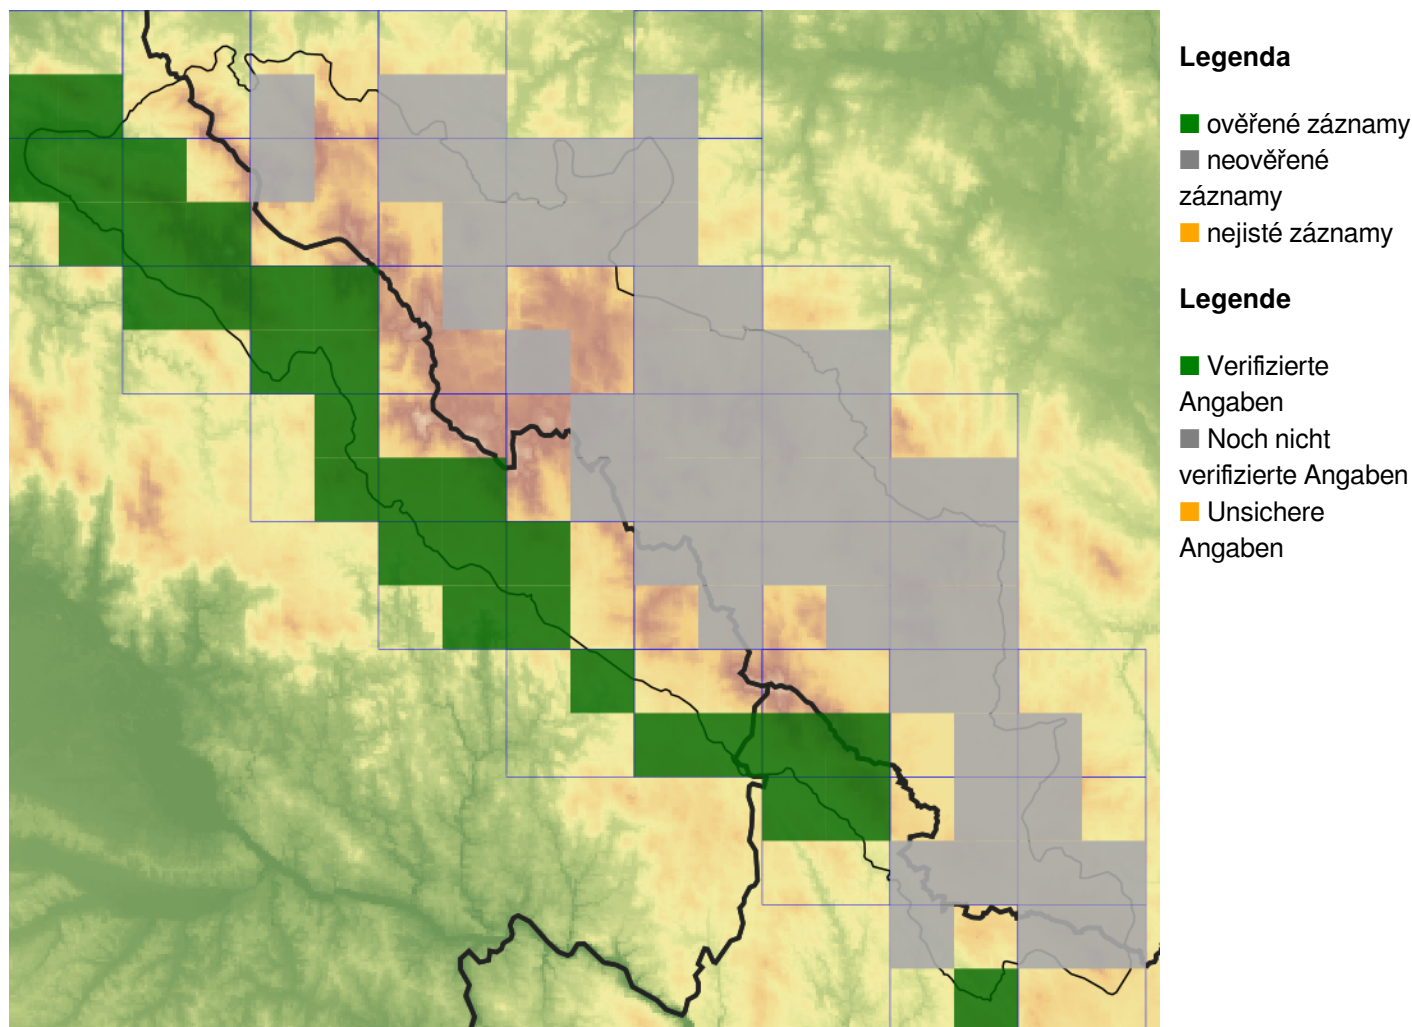 Legenda
ověřené záznamy
neověřené
záznamy
nejisté záznamy
Legende
Verifizierte
Angaben
Noch nicht
verifizierte Angaben
Unsichere
Angaben